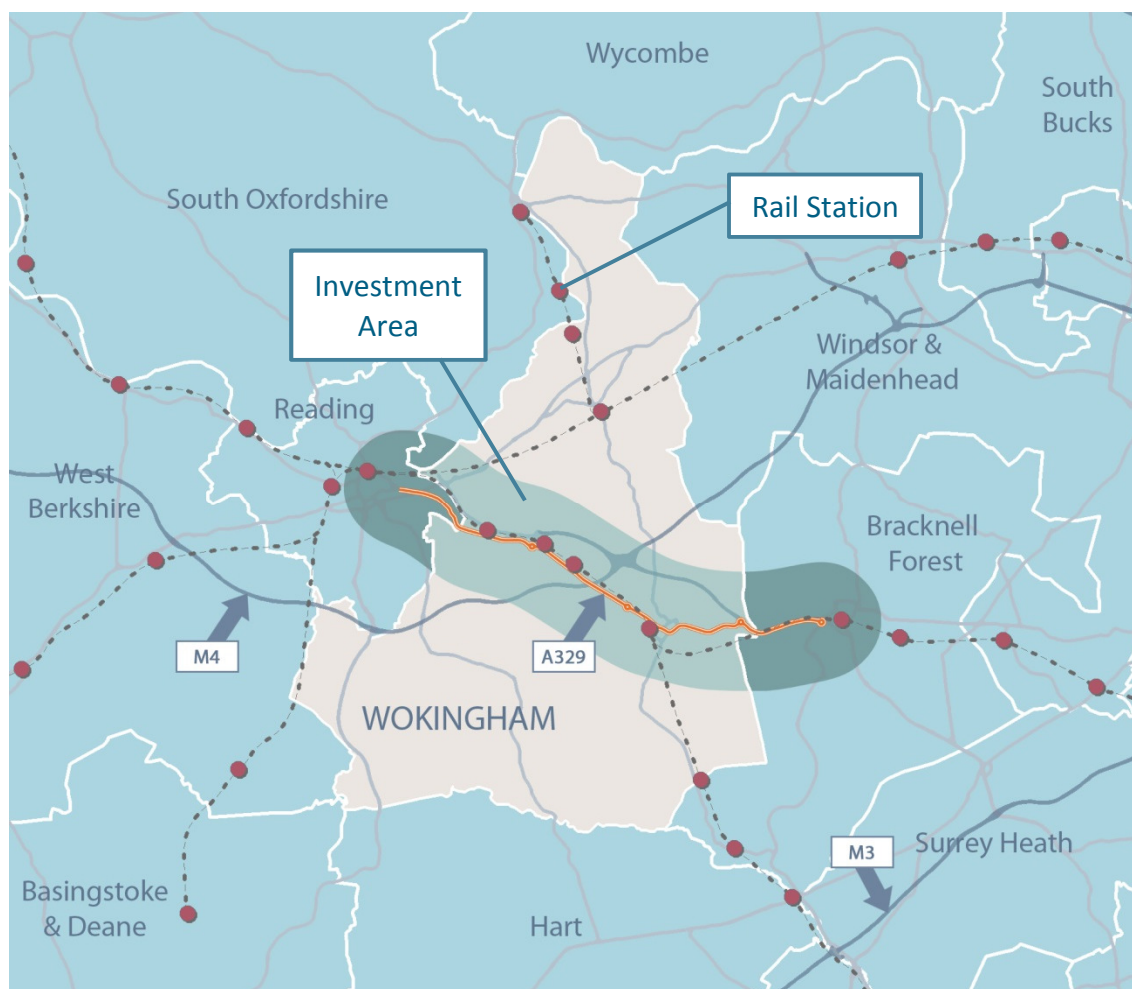 Wycombe
South
Bucks
South Oxfordshire
Rail Station
Investment
Area
Windsor &
Maidenhead
Reading
West
Berkshire
Bracknell
Forest
M4
A329
WOKINGHAM
M3
Surrey Heath
Basingstoke
& Deane
Hart